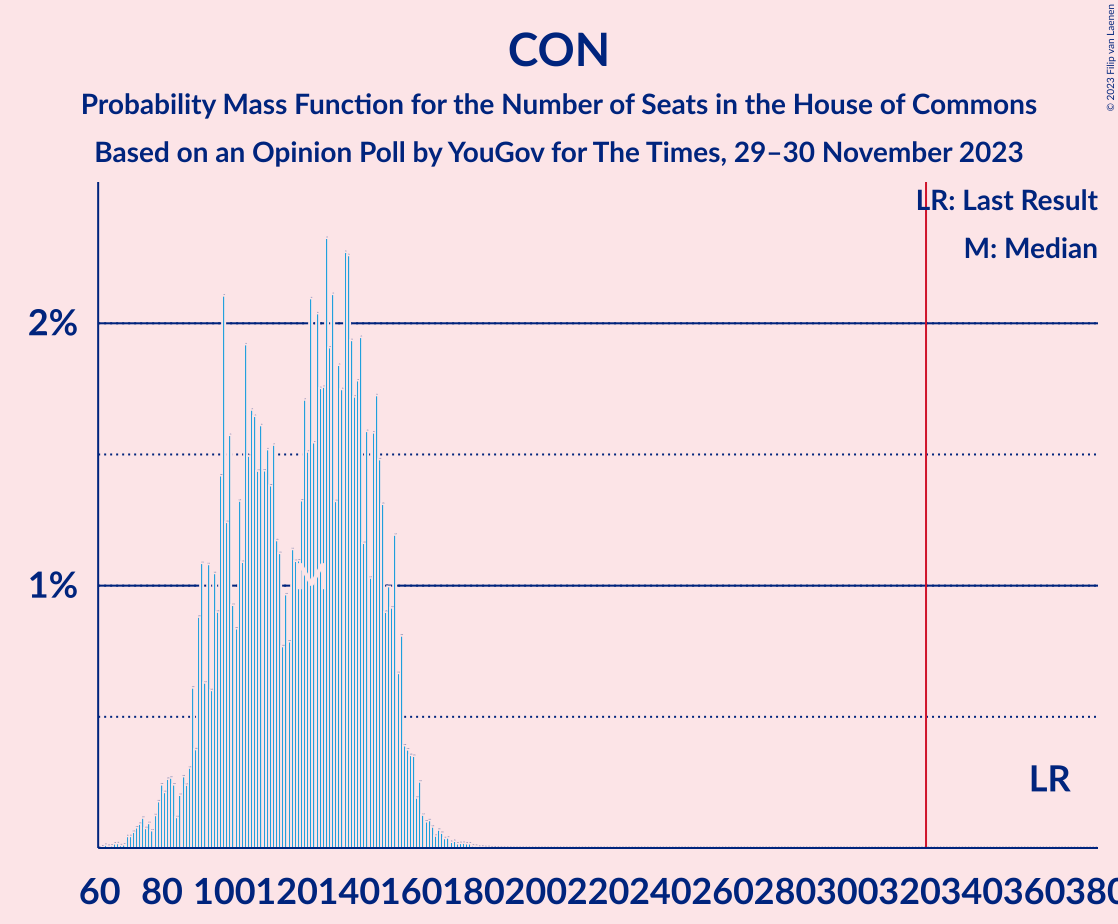 CON
Probability Mass Function for the Number of Seats in the House of Commons
Based on an Opinion Poll by YouGov for The Times, 29–30 November 2023
© 2023 Filip van Laenen
LR: Last Result
M: Median
2%
1%
M
LR
60 80 100 120 140 160 180 200 220 240 260 280 300 320 340 360 380